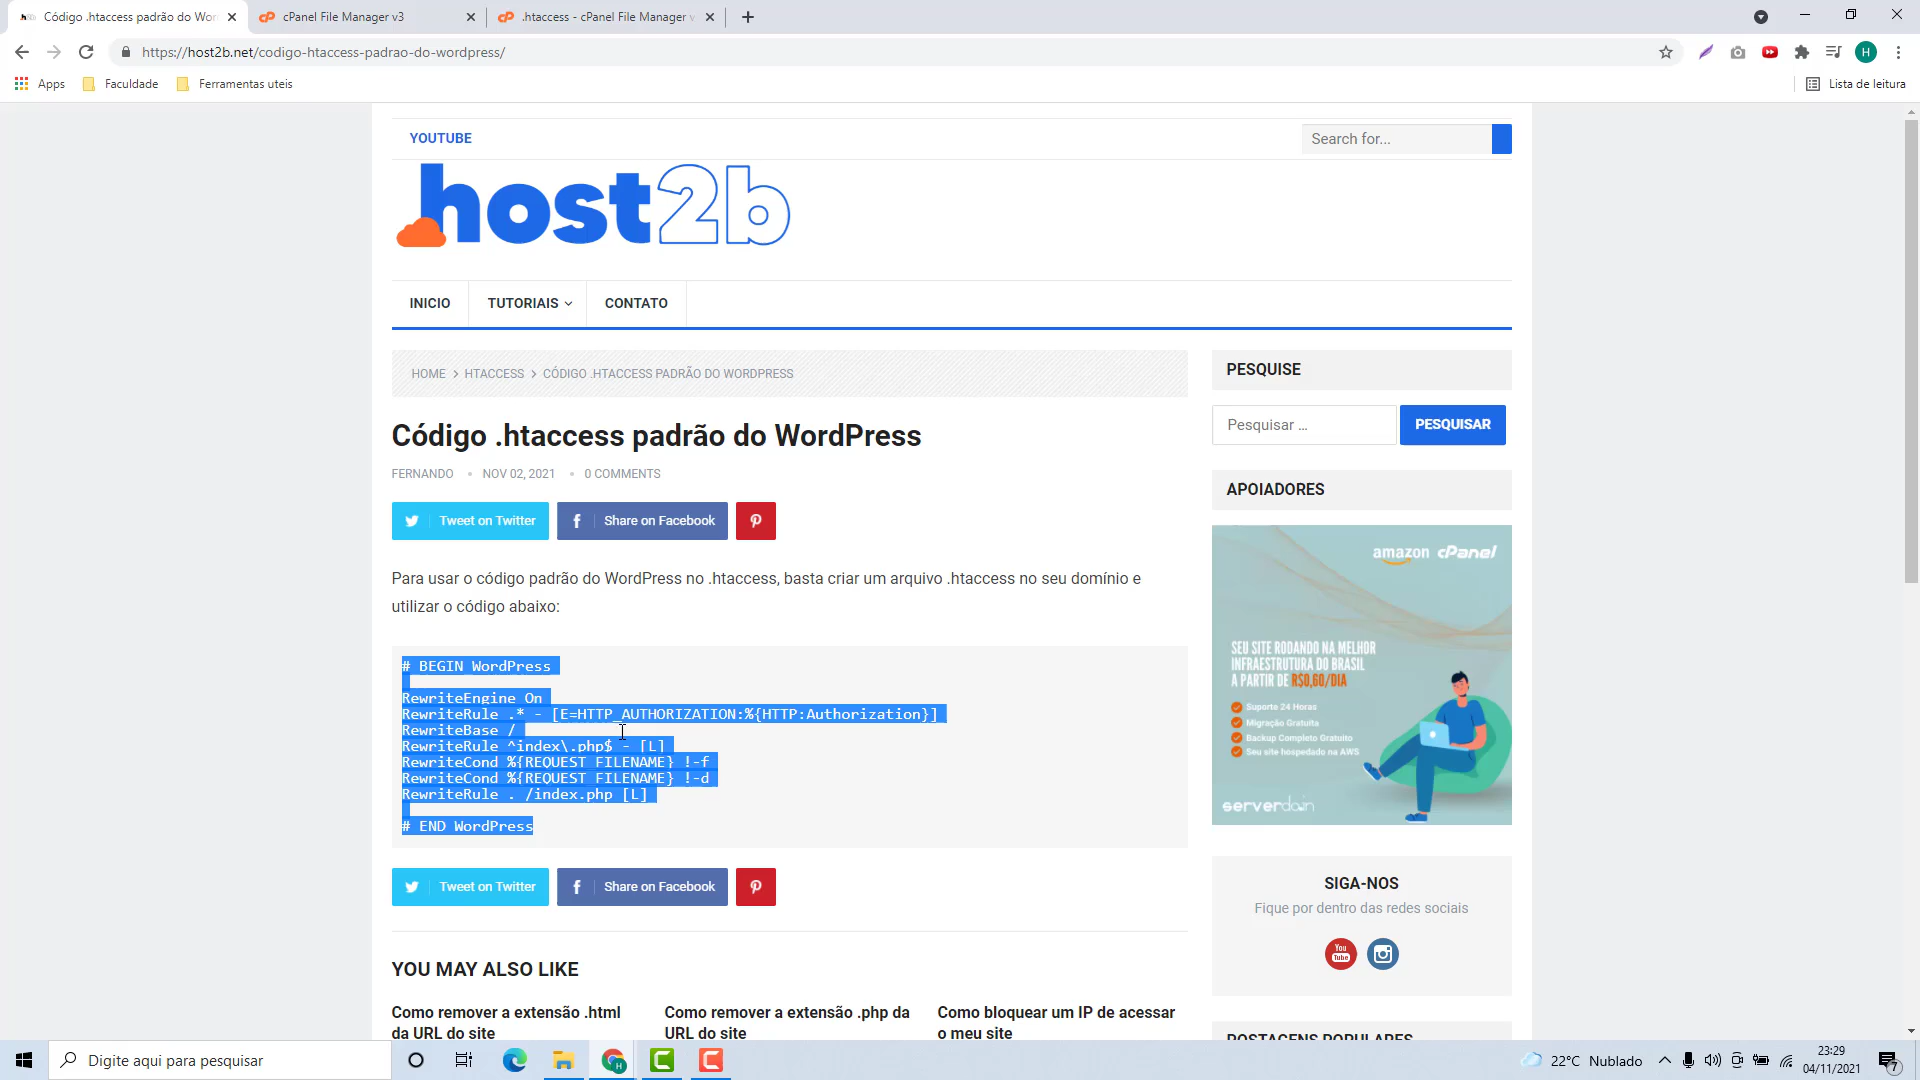 Código .htaccess padrão do Wor
cPanel File Manager v3
.htaccess - cPanel File Manager v
https://host2b.net/codigo-htaccess-padrao-do-wordpress/
H
Apps
Faculdade
Ferramentas uteis
Lista de leitura
YOUTUBE
Search for...
host2b
INICIO
TUTORIAIS
CONTATO
HOME > HTACCESS > CÓDIGO .HTACCESS PADRÃO DO WORDPRESS
PESQUISE
Pesquisar …
PESQUISAR
Código .htaccess padrão do WordPress
FERNANDO • NOV 02, 2021 • 0 COMMENTS
APOIADORES
Tweet on Twitter
Share on Facebook
amazon cPanel
Para usar o código padrão do WordPress no .htaccess, basta criar um arquivo .htaccess no seu domínio e
utilizar o código abaixo:
SEU SITE RODANDO NA MELHOR
INFRAESTRUTURA DO BRASIL
A PARTIR DE R$0,60/DIA
Suporte 24 Horas
Migração Gratuita
Backup Completo Gratuito
Seu site hospedado na AWS
serverdoin
# BEGIN WordPress
RewriteEngine On
RewriteRule .* - [E=HTTP_AUTHORIZATION:%{HTTP:Authorization}]
RewriteBase /
RewriteRule ^index\.php$ - [L]
RewriteCond %{REQUEST_FILENAME} !-f
RewriteCond %{REQUEST_FILENAME} !-d
RewriteRule . /index.php [L]
# END WordPress
Tweet on Twitter
Share on Facebook
SIGA-NOS
Fique por dentro das redes sociais
You
Tube
YOU MAY ALSO LIKE
Como remover a extensão .html
da URL do site
Como remover a extensão .php da
URL do site
Como bloquear um IP de acessar
o meu site
POSTAGENS POPULARES
Digite aqui para pesquisar
H
22°C Nublado
23:29
04/11/2021
7